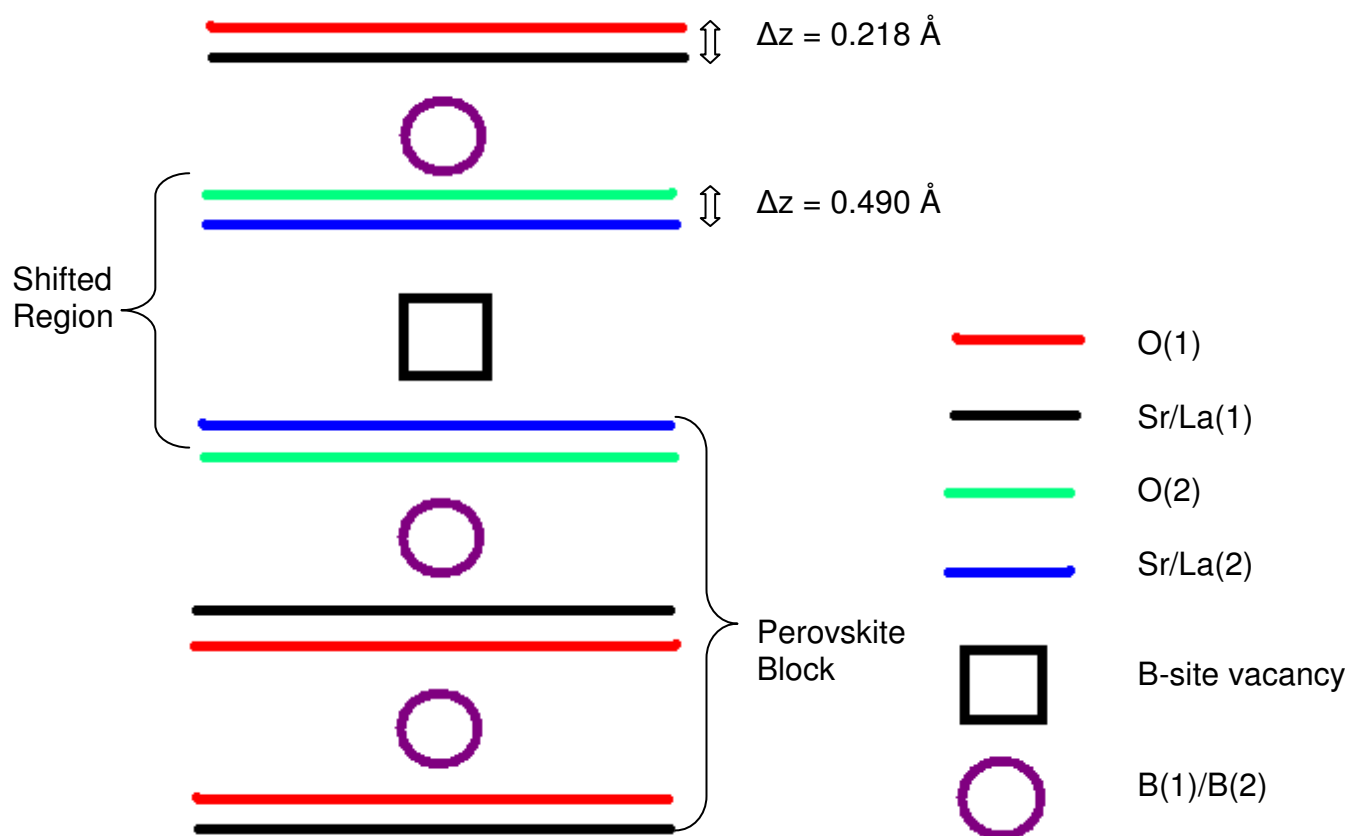 Δz = 0.218 Å
Δz = 0.490 Å
Shifted
Region
O(1)
Sr/La(1)
O(2)
Sr/La(2)
Perovskite
Block
B-site vacancy
B(1)/B(2)